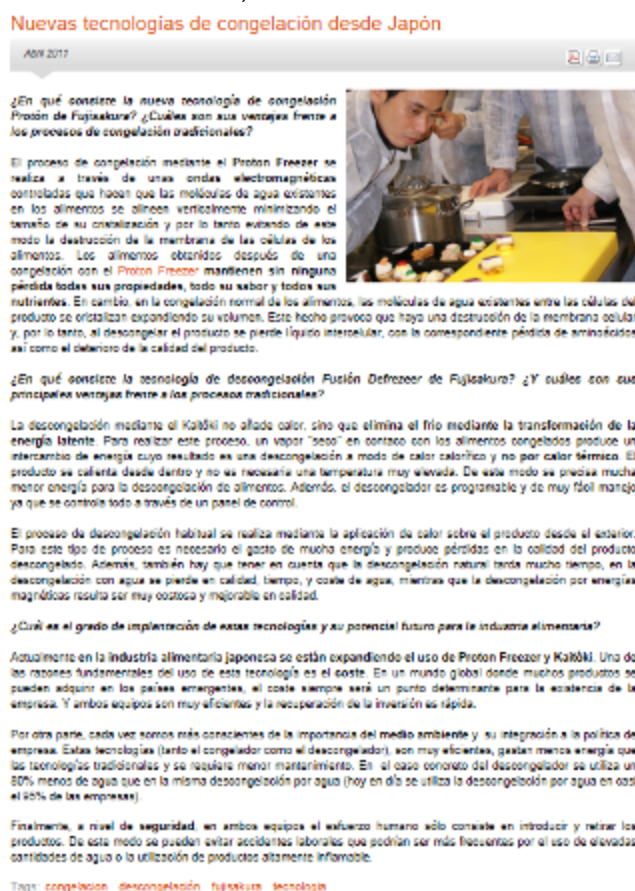 Nuevas tecnologías de congelación desde Japón
Abril 2011
¿En qué consiste la nueva tecnología de congelación
Protón de Fujisakura? ¿Cuáles son sus ventajas frente a
los procesos de congelación tradicionales?
El proceso de congelación mediante el Proton Freezer se
realiza a través de unas ondas electromagnéticas
controladas que hacen que las moléculas de agua existentes
en los alimentos se alineen verticalmente minimizando el
tamaño de su cristalización y por lo tanto evitando de este
modo la destrucción de la membrana de las células de los
alimentos. Los alimentos obtenidos después de una
congelación con el Proton Freezer mantienen sin ninguna
pérdida todas sus propiedades, todo su sabor y todos sus
nutrientes. En cambio, en la congelación normal de los alimentos, las moléculas de agua existentes entre las células del
producto se cristalizan expandiendo su volumen. Este hecho provoca que haya una destrucción de la membrana celular
y, por lo tanto, al descongelar el producto se pierde líquido intercelular, con la correspondiente pérdida de aminoácidos
así como el deterioro de la calidad del producto.
¿En qué consiste la tecnología de descongelación Fusión Defrezeer de Fujisakura? ¿Y cuáles son sus
principales ventajas frente a los procesos tradicionales?
La descongelación mediante el Kaitôki no añade calor, sino que elimina el frío mediante la transformación de la
energía latente. Para realizar este proceso, un vapor "seco" en contaco con los alimentos congelados produce un
intercambio de energía cuyo resultado es una descongelación a modo de calor calorífico y no por calor térmico. El
producto se calienta desde dentro y no es necesaria una temperatura muy elevada. De este modo se precisa mucha
menor energía para la descongelación de alimentos. Además, el descongelador es programable y de muy fácil manejo
ya que se controla todo a través de un panel de control.
El proceso de descongelación habitual se realiza mediante la aplicación de calor sobre el producto desde el exterior.
Para este tipo de proceso es necesario el gasto de mucha energía y produce pérdidas en la calidad del producto
descongelado. Además, también hay que tener en cuenta que la descongelación natural tarda mucho tiempo, en la
descongelación con agua se pierde en calidad, tiempo, y coste de agua, mientras que la descongelación por energías
magnéticas resulta ser muy costosa y mejorable en calidad.
¿Cuál es el grado de implantación de estas tecnologías y su potencial futuro para la industria alimentaria?
Actualmente en la industria alimentaria japonesa se están expandiendo el uso de Proton Freezer y Kaitôki. Una de
las razones fundamentales del uso de esta tecnología es el coste. En un mundo global donde muchos productos se
pueden adquirir en los países emergentes, el coste siempre será un punto determinante para la existencia de la
empresa. Y ambos equipos son muy eficientes y la recuperación de la inversión es rápida.
Por otra parte, cada vez somos más conscientes de la importancia del medio ambiente y su integración a la política de
empresa. Estas tecnologías (tanto el congelador como el descongelador), son muy eficientes, gastan menos energía que
las tecnologías tradicionales y se requiere menor mantenimiento. En el caso concreto del descongelador se utiliza un
80% menos de agua que en la misma descongelación por agua (hoy en día se utiliza la descongelación por agua en casi
el 95% de las empresas).
Finalmente, a nivel de seguridad, en ambos equipos el esfuerzo humano sólo consiste en introducir y retirar los
productos. De este modo se pueden evitar accidentes laborales que podrían ser más frecuentes por el uso de elevadas
cantidades de agua o la utilización de productos altamente inflamable.
Tags: congelacion descongelación fujisakura tecnologia